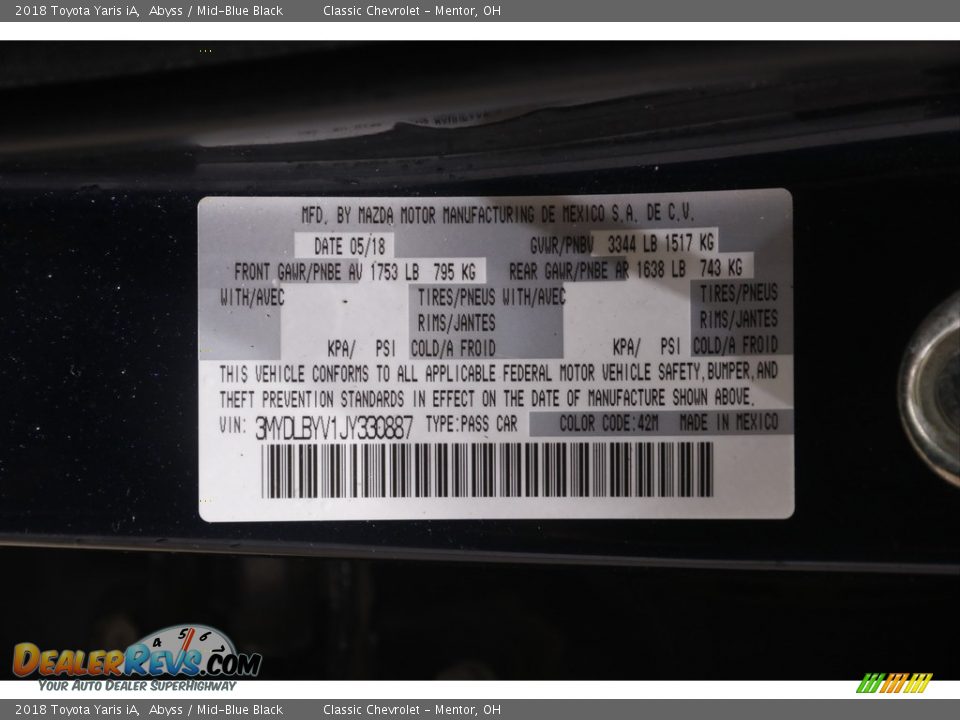 2018 Toyota Yaris iA,  Abyss / Mid-Blue Black          Classic Chevrolet - Mentor, OH
MFD. BY MAZDA MOTOR MANUFACTURING DE MEXICO S.A. DE C.V.
DATE 05/18 GVWR/PNBV 3344 LB 1517 KG
FRONT GAWR/PNBE AV 1753 LB 795 KG REAR GAWR/PNBE AR 1638 LB 743 KG
WITH/AVEC TIRES/PNEUS WITH/AVEC TIRES/PNEUS
RIMS/JANTES RIMS/JANTES
KPA/ PSI COLD/A FROID KPA/ PSI COLD/A FROID
THIS VEHICLE CONFORMS TO ALL APPLICABLE FEDERAL MOTOR VEHICLE SAFETY,BUMPER,AND
THEFT PREVENTION STANDARDS IN EFFECT ON THE DATE OF MANUFACTURE SHOWN ABOVE.
VIN: 3MYDLBYV1JY330887 TYPE:PASS CAR COLOR CODE:42M MADE IN MEXICO
4 5 6
DEALERREVS.COM
YOUR AUTO DEALER SUPERHIGHWAY
2018 Toyota Yaris iA,  Abyss / Mid-Blue Black          Classic Chevrolet - Mentor, OH